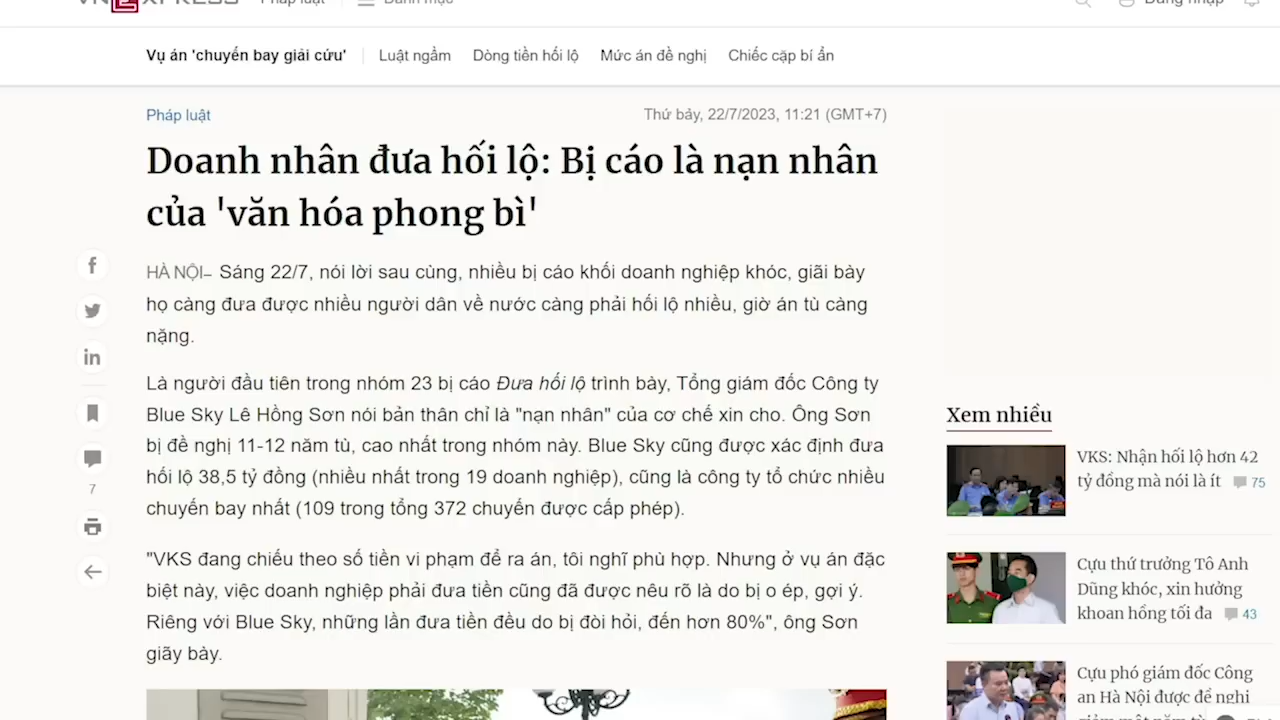 VNEXPRESS Pháp luật Danh mục Đăng nhập
Vụ án 'chuyến bay giải cứu' Luật ngầm Dòng tiền hối lộ Mức án đề nghị Chiếc cặp bí ẩn
Pháp luật Thứ bảy, 22/7/2023, 11:21 (GMT+7)
Doanh nhân đưa hối lộ: Bị cáo là nạn nhân
của 'văn hóa phong bì'
HÀ NỘI– Sáng 22/7, nói lời sau cùng, nhiều bị cáo khối doanh nghiệp khóc, giãi bày
họ càng đưa được nhiều người dân về nước càng phải hối lộ nhiều, giờ án tù càng
nặng.
Là người đầu tiên trong nhóm 23 bị cáo Đưa hối lộ trình bày, Tổng giám đốc Công ty
Blue Sky Lê Hồng Sơn nói bản thân chỉ là "nạn nhân" của cơ chế xin cho. Ông Sơn
bị đề nghị 11-12 năm tù, cao nhất trong nhóm này. Blue Sky cũng được xác định đưa
hối lộ 38,5 tỷ đồng (nhiều nhất trong 19 doanh nghiệp), cũng là công ty tổ chức nhiều
chuyến bay nhất (109 trong tổng 372 chuyến được cấp phép).
"VKS đang chiếu theo số tiền vi phạm để ra án, tôi nghĩ phù hợp. Nhưng ở vụ án đặc
biệt này, việc doanh nghiệp phải đưa tiền cũng đã được nêu rõ là do bị o ép, gợi ý.
Riêng với Blue Sky, những lần đưa tiền đều do bị đòi hỏi, đến hơn 80%", ông Sơn
giãy bày.
7
Xem nhiều
VKS: Nhận hối lộ hơn 42
tỷ đồng mà nói là ít 75
Cựu thứ trưởng Tô Anh
Dũng khóc, xin hưởng
khoan hồng tối đa 43
Cựu phó giám đốc Công
an Hà Nội được đề nghị
giảm một năm tù